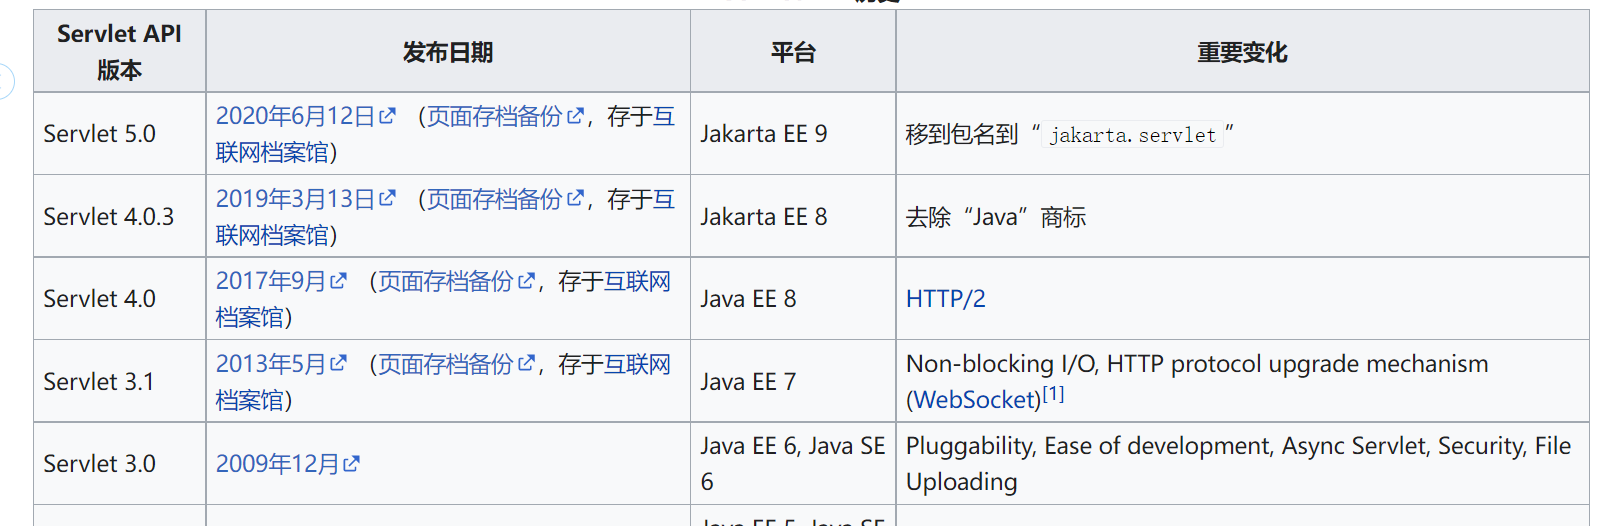 Servlet API
版本
发布日期
平台
重要变化
Servlet 5.0
2020年6月12日 （页面存档备份，存于互
联网档案馆）
Jakarta EE 9
移到包名到“jakarta.servlet”
Servlet 4.0.3
2019年3月13日 （页面存档备份，存于互
联网档案馆）
Jakarta EE 8
去除“Java”商标
Servlet 4.0
2017年9月 （页面存档备份，存于互联网
档案馆）
Java EE 8
HTTP/2
Servlet 3.1
2013年5月 （页面存档备份，存于互联网
档案馆）
Java EE 7
Non-blocking I/O, HTTP protocol upgrade mechanism
(WebSocket)[1]
Servlet 3.0
2009年12月
Java EE 6, Java SE
6
Pluggability, Ease of development, Async Servlet, Security, File
Uploading
Java EE 5, Java SE